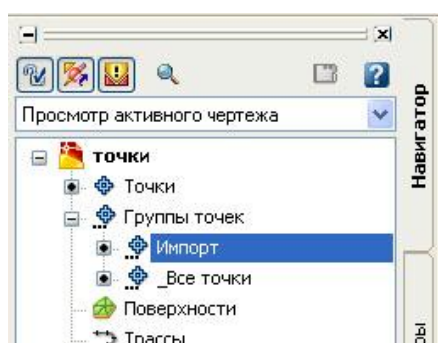 Просмотр активного чертежа
точки
Точки
Группы точек
Импорт
_Все точки
Поверхности
Трассы
Навигатор